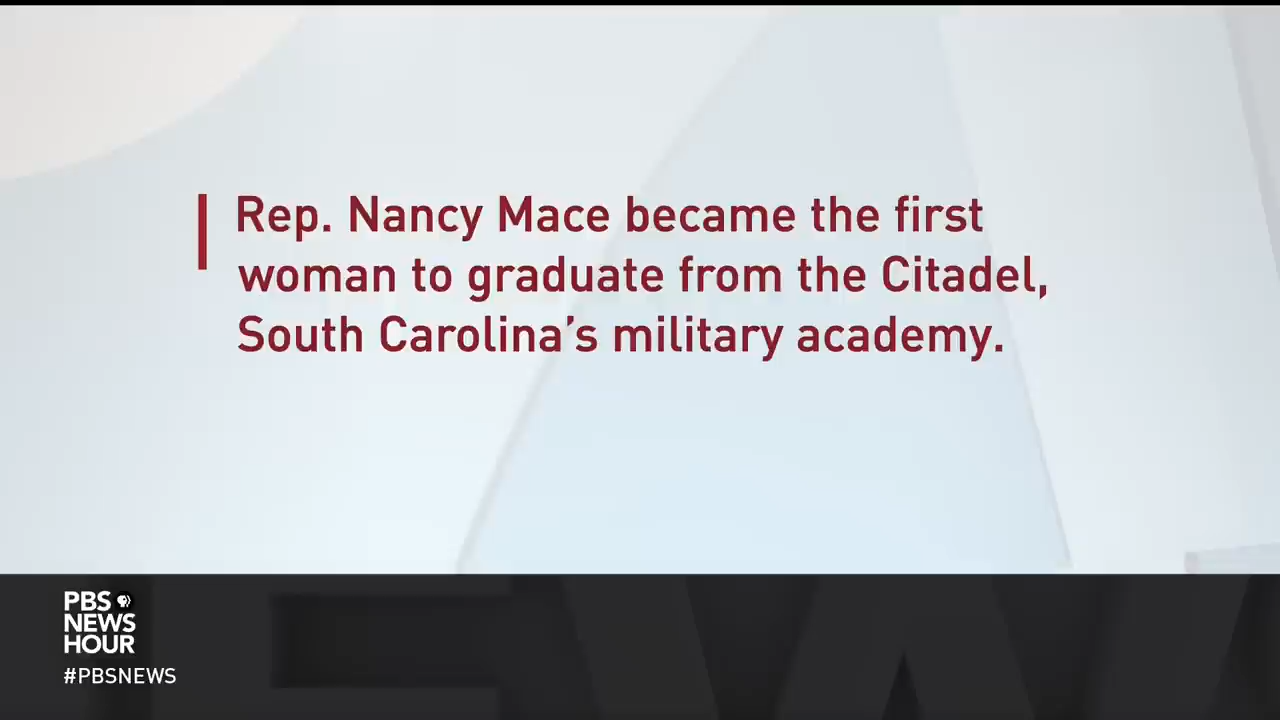 Rep. Nancy Mace became the first
woman to graduate from the Citadel,
South Carolina’s military academy.
PBS
NEWS
HOUR
#PBSNEWS